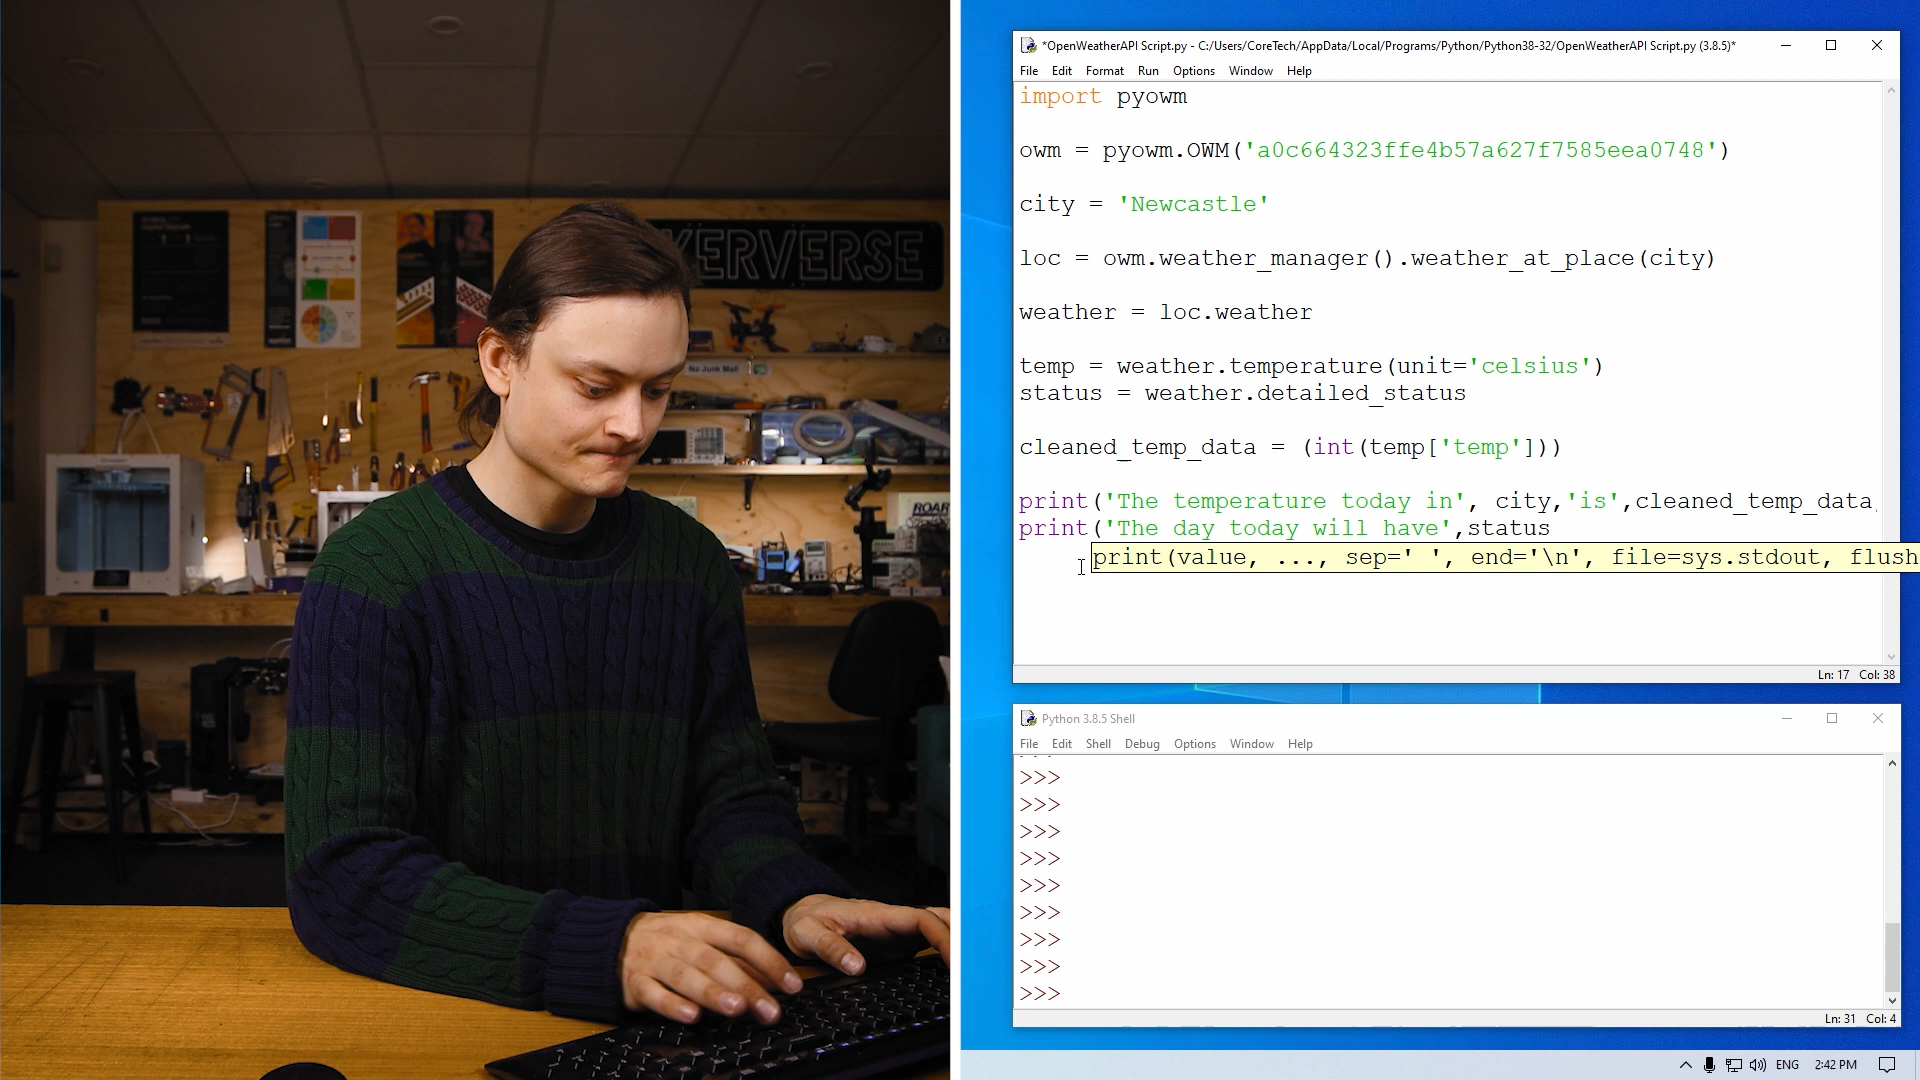 KERVERSE
No Junk Mail
ROAR
*OpenWeatherAPI Script.py - C:/Users/CoreTech/AppData/Local/Programs/Python/Python38-32/OpenWeatherAPI Script.py (3.8.5)*
File Edit Format Run Options Window Help
import pyowm
owm = pyowm.OWM('a0c664323ffe4b57a627f7585eea0748')
city = 'Newcastle'
loc = owm.weather_manager().weather_at_place(city)
weather = loc.weather
temp = weather.temperature(unit='celsius')
status = weather.detailed_status
cleaned_temp_data = (int(temp['temp']))
print('The temperature today in', city,'is',cleaned_temp_data,
print('The day today will have',status
print(value, ..., sep=' ', end='\n', file=sys.stdout, flush
Ln: 17 Col: 38
Python 3.8.5 Shell
File Edit Shell Debug Options Window Help
>>>
>>>
>>>
>>>
>>>
>>>
>>>
>>>
>>>
Ln: 31 Col: 4
ENG 2:42 PM